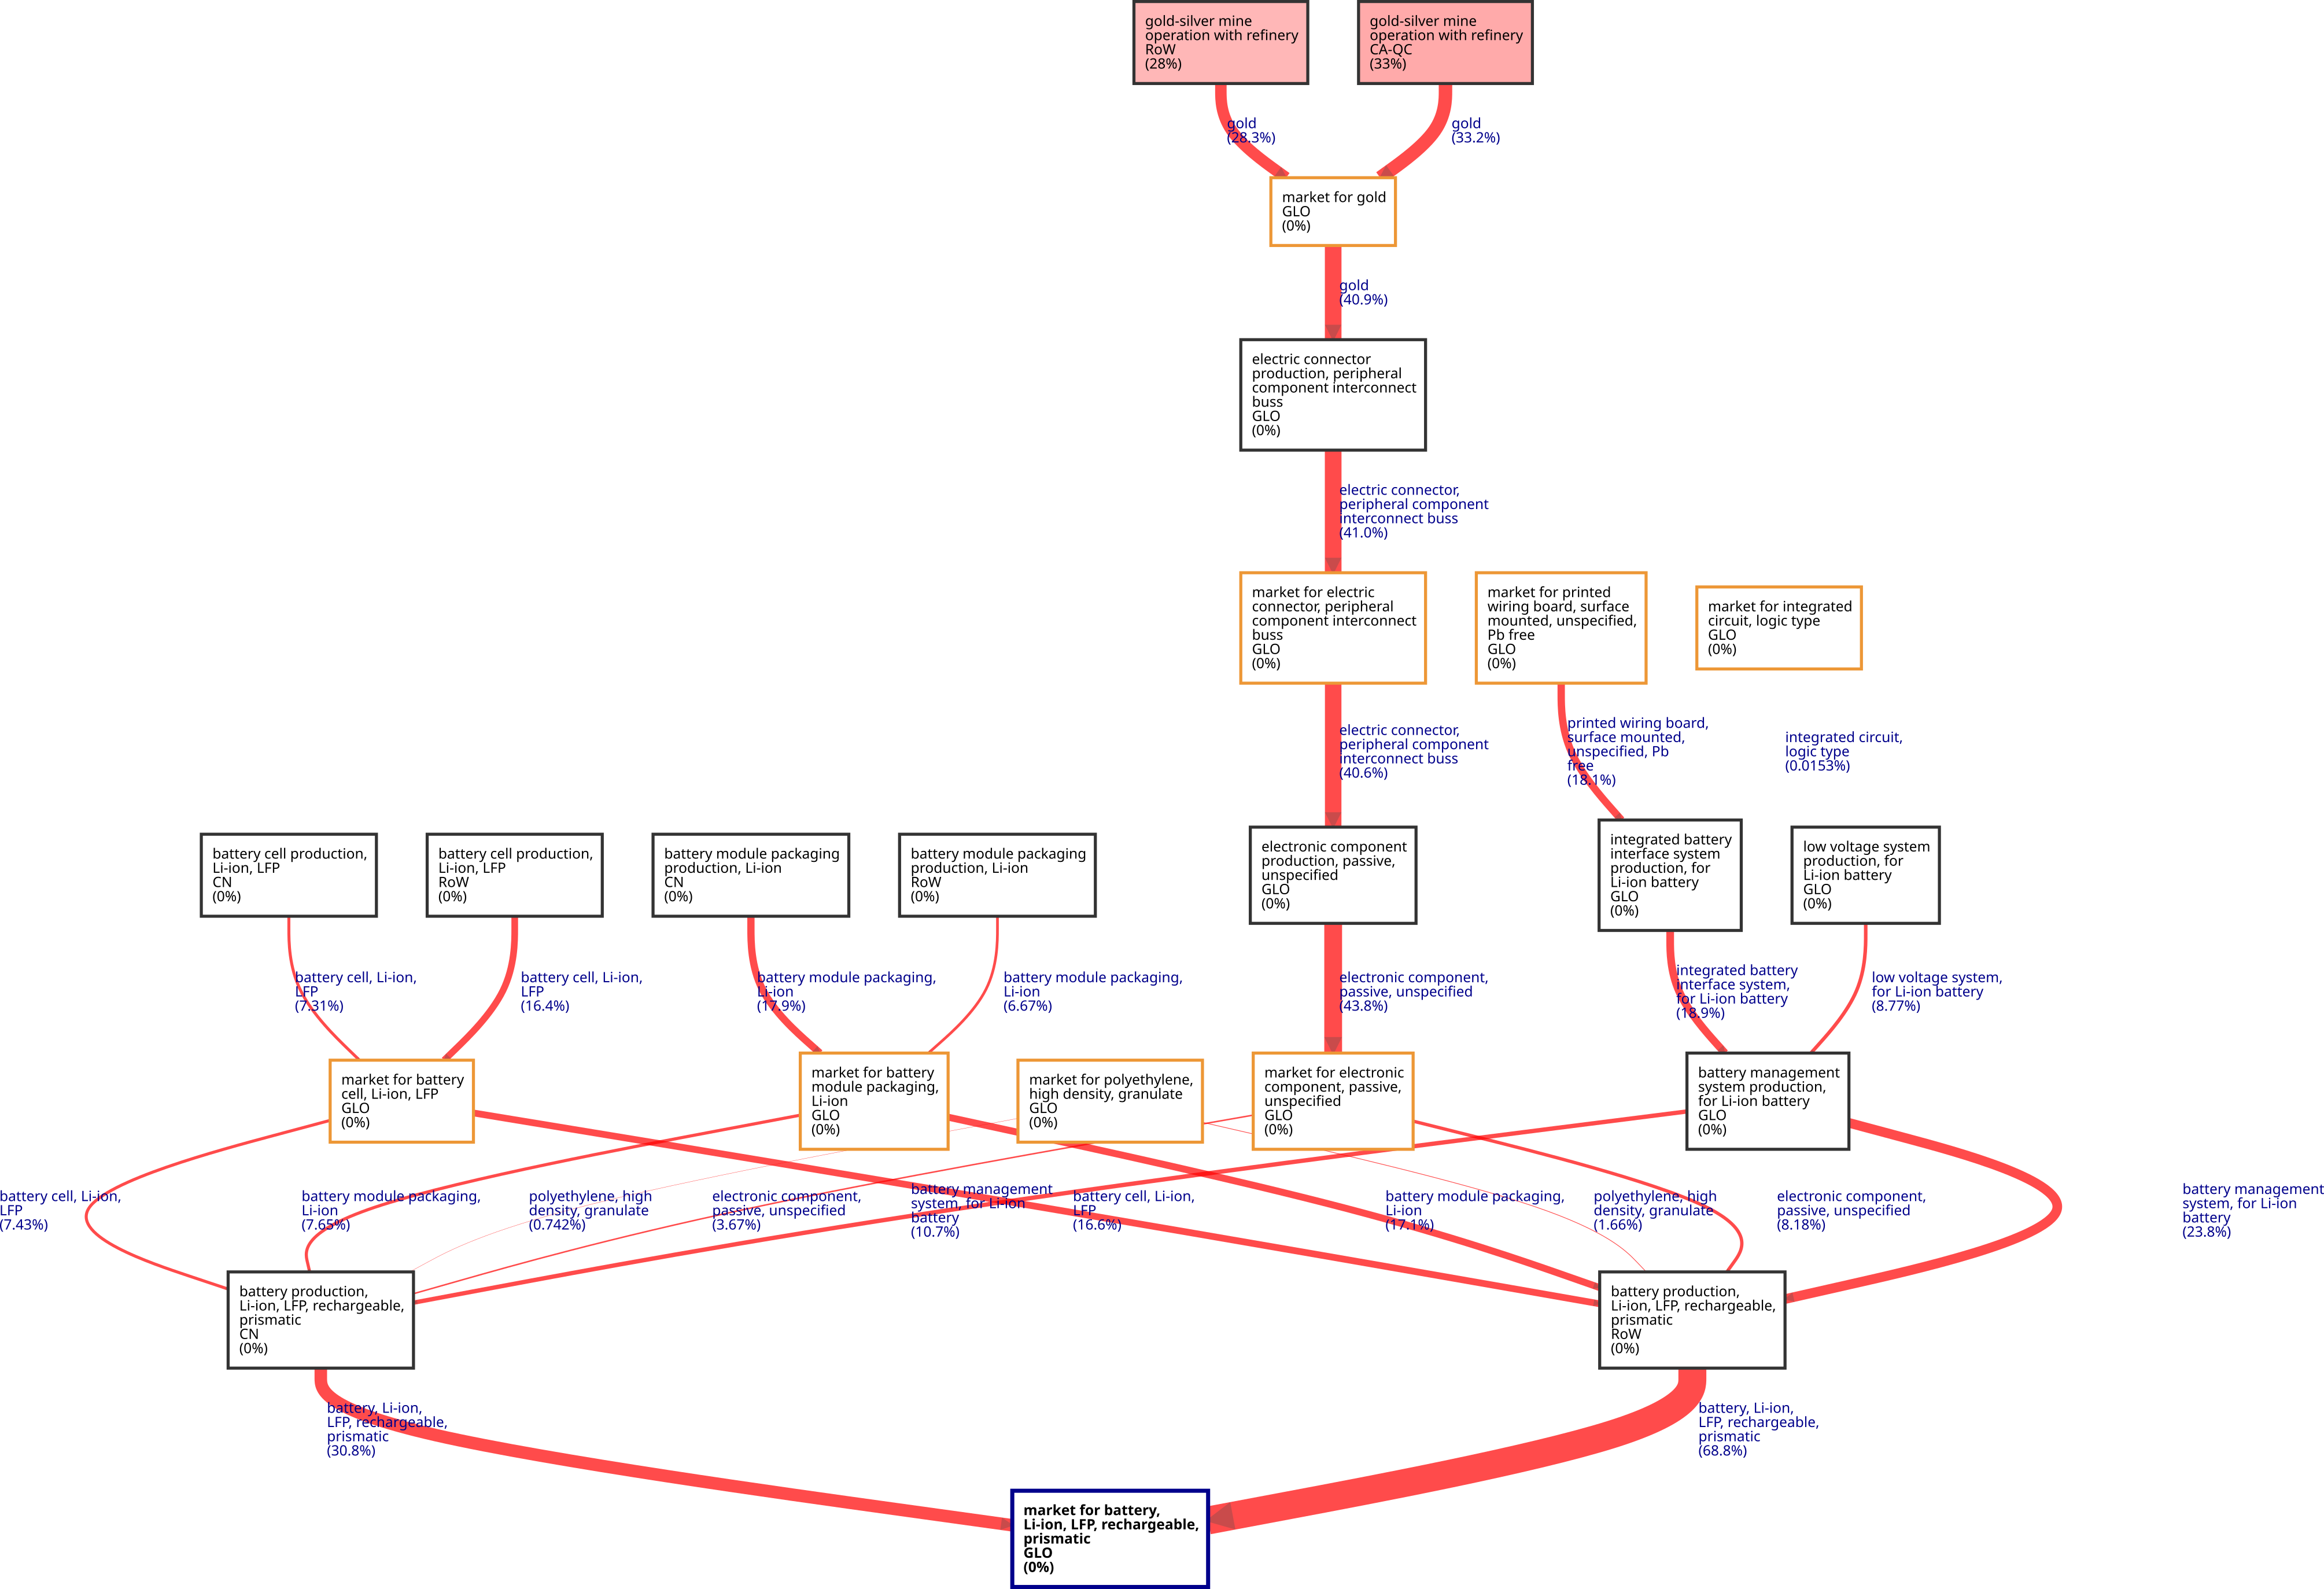 gold-silver mine
operation with refinery
RoW
(28%)
gold-silver mine
operation with refinery
CA-QC
(33%)
gold
(28.3%)
gold
(33.2%)
market for gold
GLO
(0%)
gold
(40.9%)
electric connector
production, peripheral
component interconnect
buss
GLO
(0%)
electric connector,
peripheral component
interconnect buss
(41.0%)
market for electric
connector, peripheral
component interconnect
buss
GLO
(0%)
market for printed
wiring board, surface
mounted, unspecified,
Pb free
GLO
(0%)
market for integrated
circuit, logic type
GLO
(0%)
electric connector,
peripheral component
interconnect buss
(40.6%)
printed wiring board,
surface mounted,
unspecified, Pb
free
(18.1%)
integrated circuit,
logic type
(0.0153%)
battery cell production,
Li-ion, LFP
CN
(0%)
battery cell production,
Li-ion, LFP
RoW
(0%)
battery module packaging
production, Li-ion
CN
(0%)
battery module packaging
production, Li-ion
RoW
(0%)
electronic component
production, passive,
unspecified
GLO
(0%)
integrated battery
interface system
production, for
Li-ion battery
GLO
(0%)
low voltage system
production, for
Li-ion battery
GLO
(0%)
battery cell, Li-ion,
LFP
(7.31%)
battery cell, Li-ion,
LFP
(16.4%)
battery module packaging,
Li-ion
(17.9%)
battery module packaging,
Li-ion
(6.67%)
electronic component,
passive, unspecified
(43.8%)
integrated battery
interface system,
for Li-ion battery
(18.9%)
low voltage system,
for Li-ion battery
(8.77%)
market for battery
cell, Li-ion, LFP
GLO
(0%)
market for battery
module packaging,
Li-ion
GLO
(0%)
market for polyethylene,
high density, granulate
GLO
(0%)
market for electronic
component, passive,
unspecified
GLO
(0%)
battery management
system production,
for Li-ion battery
GLO
(0%)
battery cell, Li-ion,
LFP
(7.43%)
battery module packaging,
Li-ion
(7.65%)
polyethylene, high
density, granulate
(0.742%)
electronic component,
passive, unspecified
(3.67%)
battery management
system, for Li-ion
battery
(10.7%)
battery cell, Li-ion,
LFP
(16.6%)
battery module packaging,
Li-ion
(17.1%)
polyethylene, high
density, granulate
(1.66%)
electronic component,
passive, unspecified
(8.18%)
battery management
system, for Li-ion
battery
(23.8%)
battery production,
Li-ion, LFP, rechargeable,
prismatic
CN
(0%)
battery production,
Li-ion, LFP, rechargeable,
prismatic
RoW
(0%)
battery, Li-ion,
LFP, rechargeable,
prismatic
(30.8%)
battery, Li-ion,
LFP, rechargeable,
prismatic
(68.8%)
market for battery,
Li-ion, LFP, rechargeable,
prismatic
GLO
(0%)